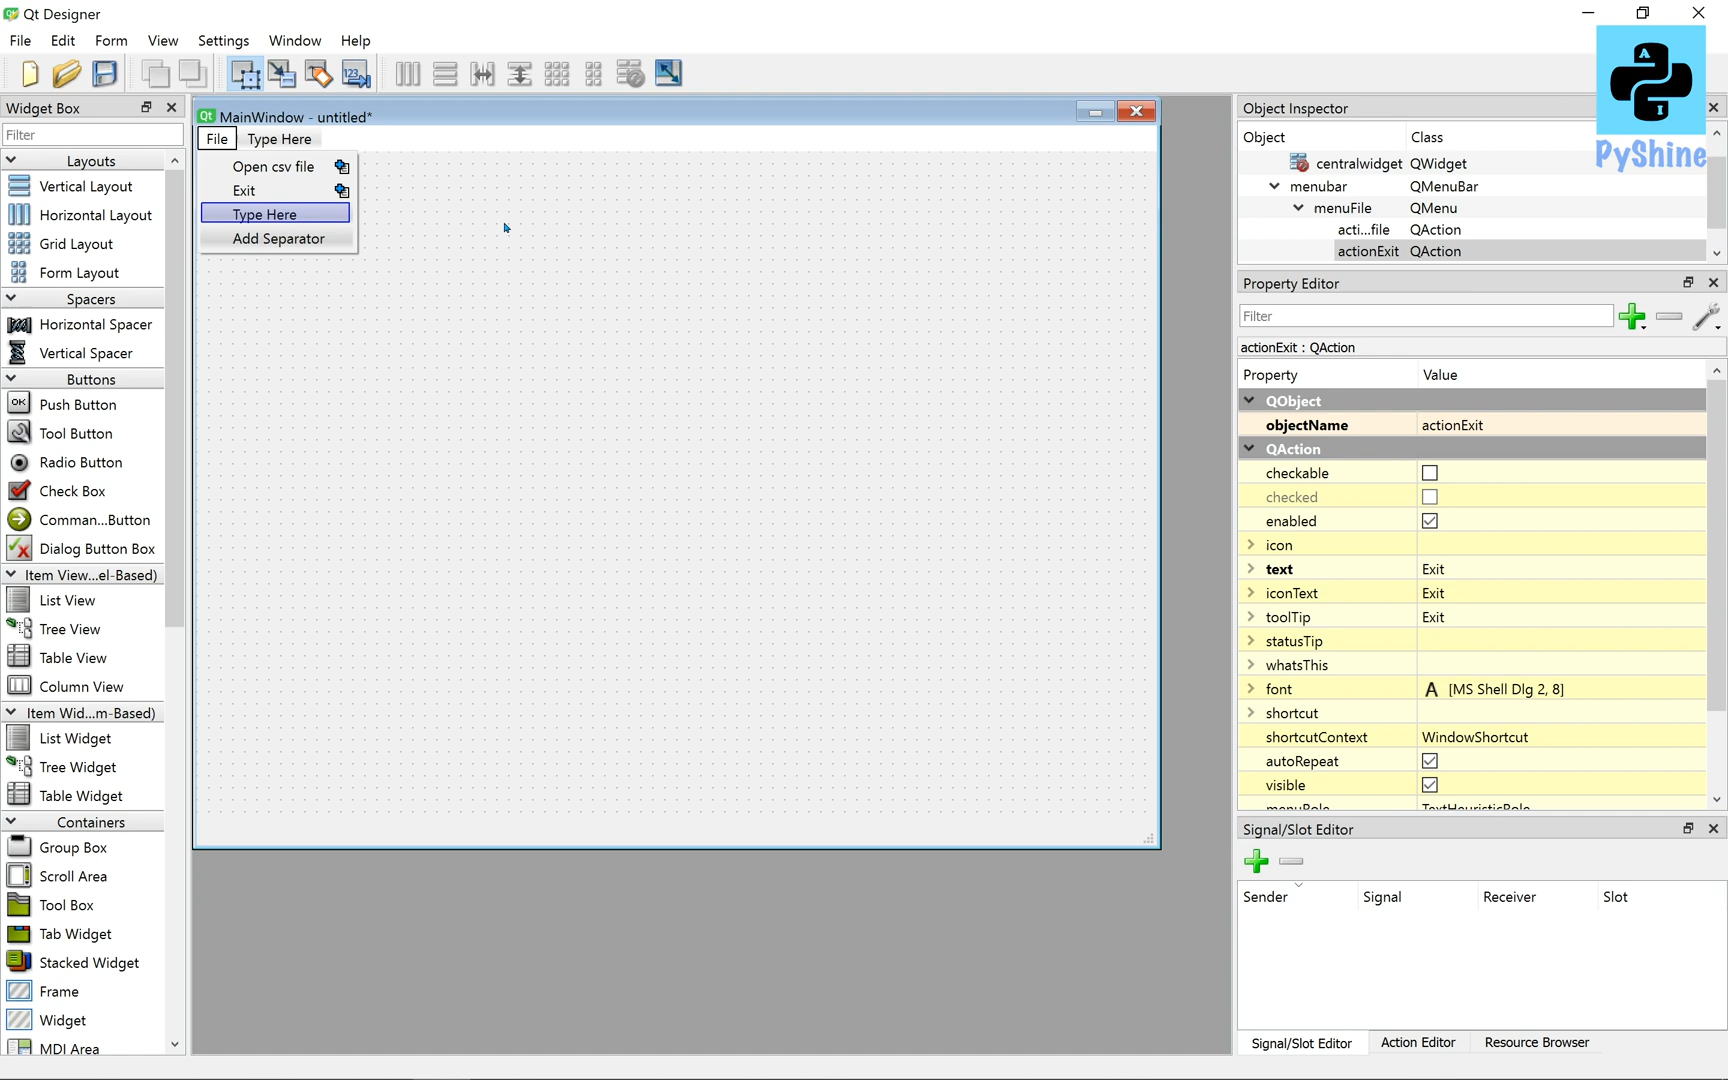 Qt Designer
File Edit Form View Settings Window Help
Widget Box
Filter
Layouts
Vertical Layout
Horizontal Layout
Grid Layout
Form Layout
Spacers
Horizontal Spacer
Vertical Spacer
Buttons
OK Push Button
Tool Button
Radio Button
Check Box
Comman...Button
Dialog Button Box
Item View...el-Based)
List View
Tree View
Table View
Column View
Item Wid...m-Based)
List Widget
Tree Widget
Table Widget
Containers
Group Box
Scroll Area
Tool Box
Tab Widget
Stacked Widget
Frame
Widget
MDI Area
Qt MainWindow - untitled*
File Type Here
Open csv file
Exit
Type Here
Add Separator
Object Inspector
Object Class
centralwidget QWidget
menubar QMenuBar
menuFile QMenu
acti...file QAction
actionExit QAction
A
I
PyShine
Property Editor
Filter
actionExit : QAction
Property Value
QObject
objectName actionExit
QAction
checkable
checked
enabled
icon
text Exit
iconText Exit
toolTip Exit
statusTip
whatsThis
font A [MS Shell Dlg 2, 8]
shortcut
shortcutContext WindowShortcut
autoRepeat
visible
menuRole TextHeuristicRole
Signal/Slot Editor
Sender Signal Receiver Slot
Signal/Slot Editor Action Editor Resource Browser